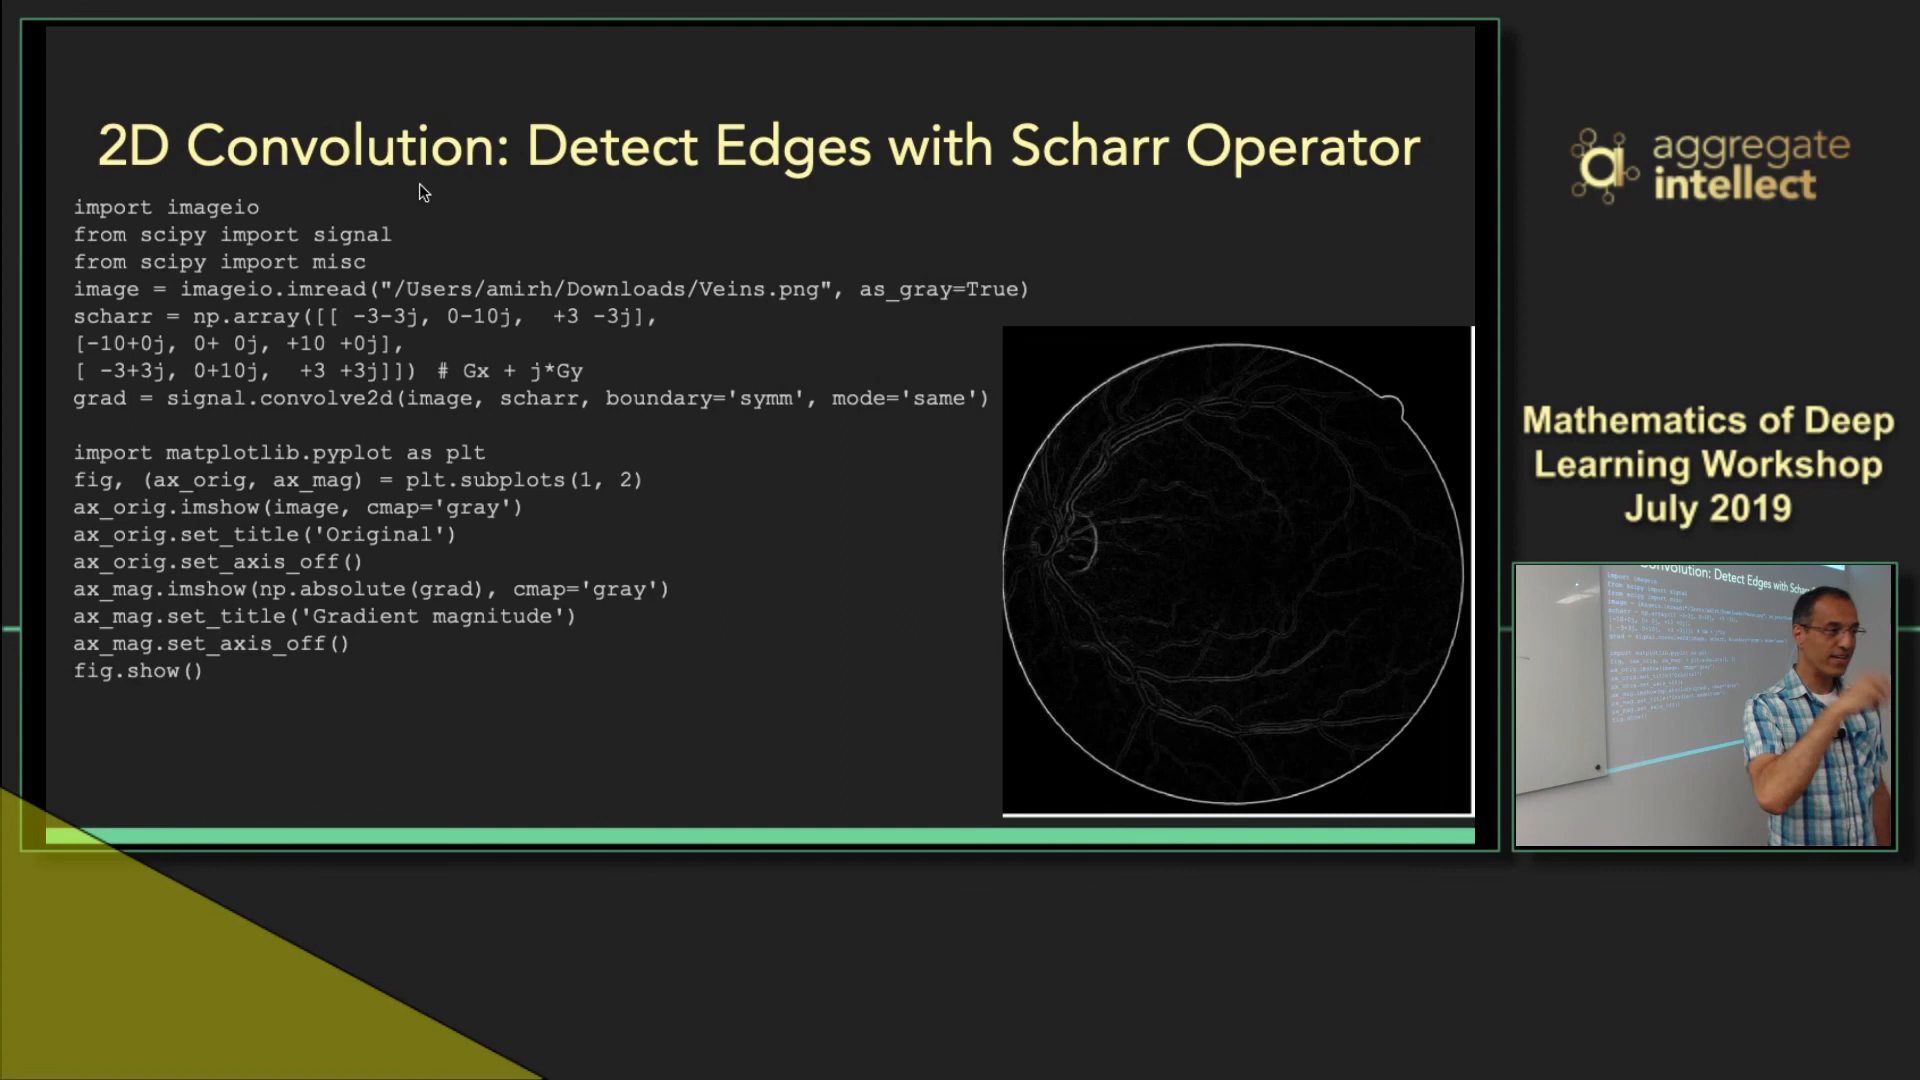 2D Convolution: Detect Edges with Scharr Operator
import imageio
from scipy import signal
from scipy import misc
image = imageio.imread("/Users/amirh/Downloads/Veins.png", as_gray=True)
scharr = np.array([[ -3-3j, 0-10j,  +3 -3j],
[-10+0j, 0+ 0j, +10 +0j],
[ -3+3j, 0+10j,  +3 +3j]]) # Gx + j*Gy
grad = signal.convolve2d(image, scharr, boundary='symm', mode='same')
import matplotlib.pyplot as plt
fig, (ax_orig, ax_mag) = plt.subplots(1, 2)
ax_orig.imshow(image, cmap='gray')
ax_orig.set_title('Original')
ax_orig.set_axis_off()
ax_mag.imshow(np.absolute(grad), cmap='gray')
ax_mag.set_title('Gradient magnitude')
ax_mag.set_axis_off()
fig.show()
aggregate
intellect
Mathematics of Deep
Learning Workshop
July 2019
Convolution: Detect Edges with Scha